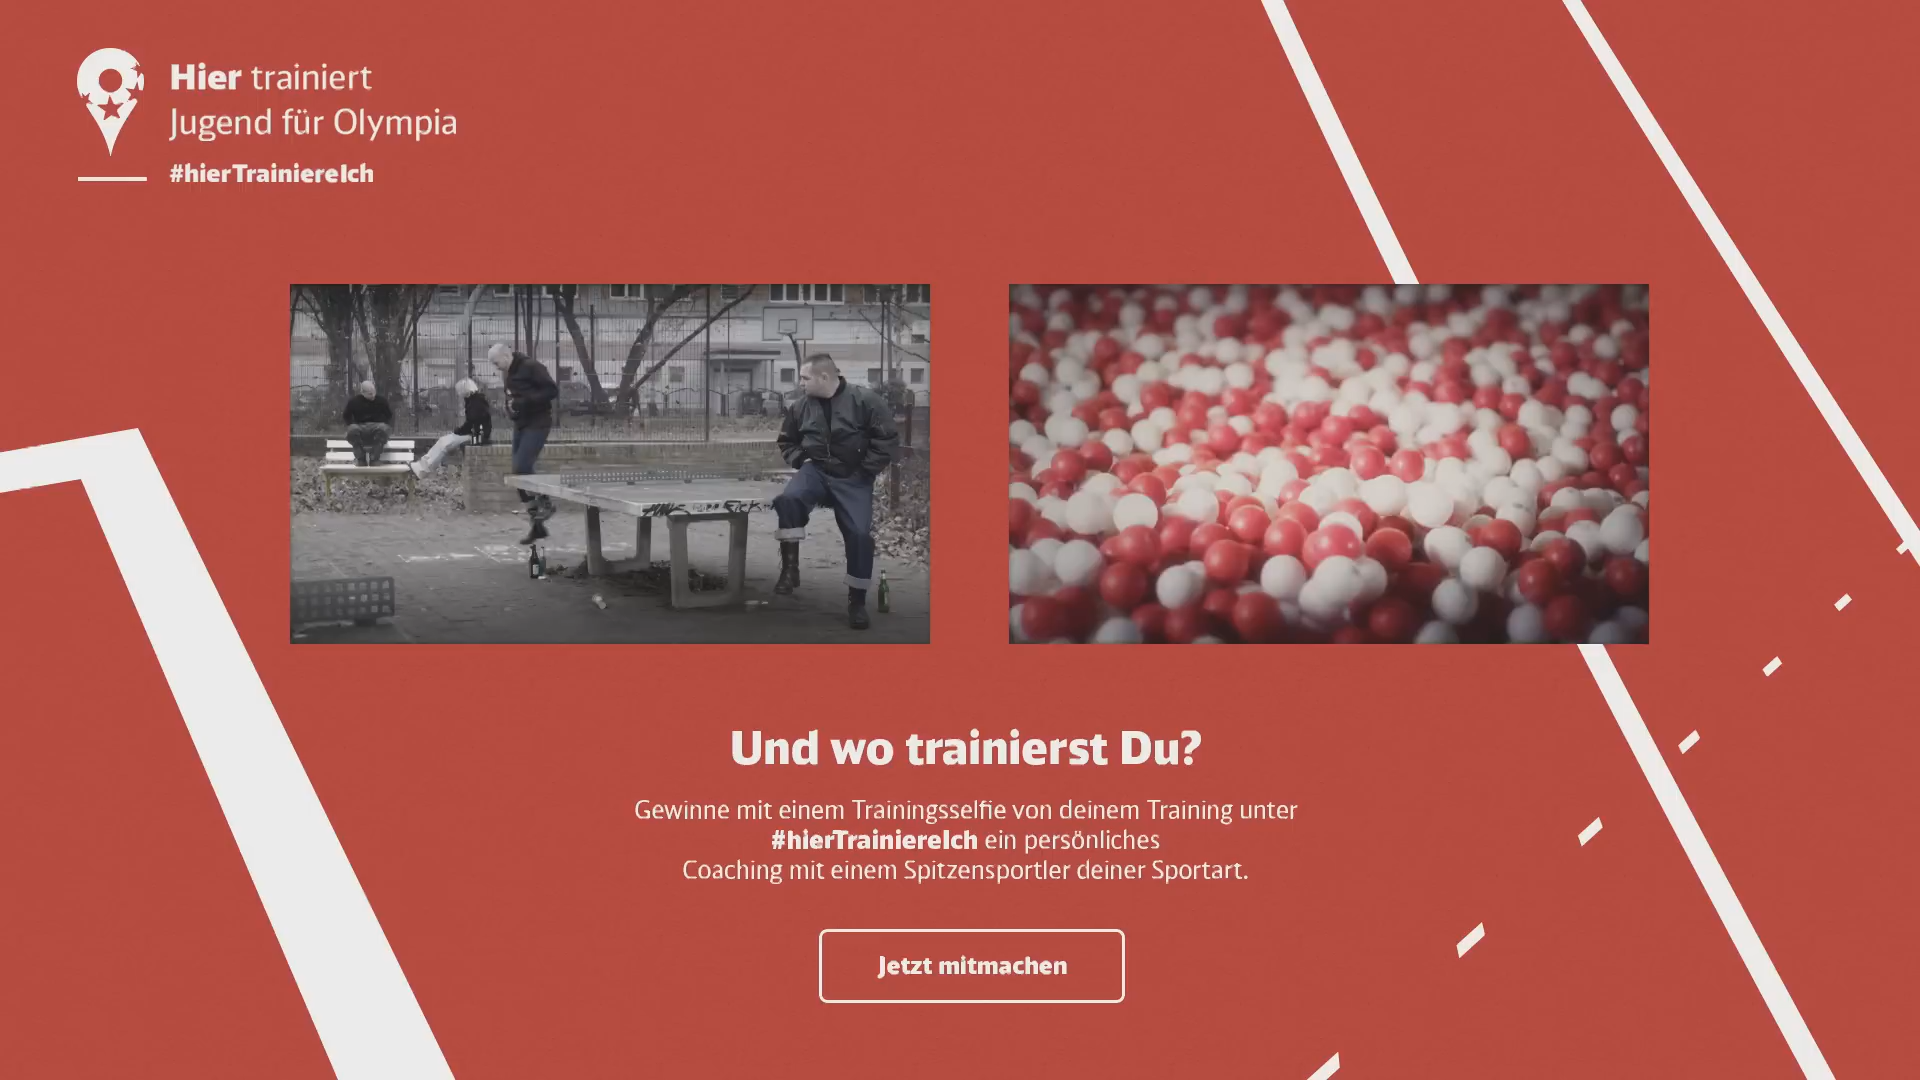 Hier trainiert
Jugend für Olympia
#hierTrainiereIch
Und wo trainierst Du?
Gewinne mit einem Trainingsselfie von deinem Training unter
#hierTrainiereIch ein persönliches
Coaching mit einem Spitzensportler deiner Sportart.
Jetzt mitmachen